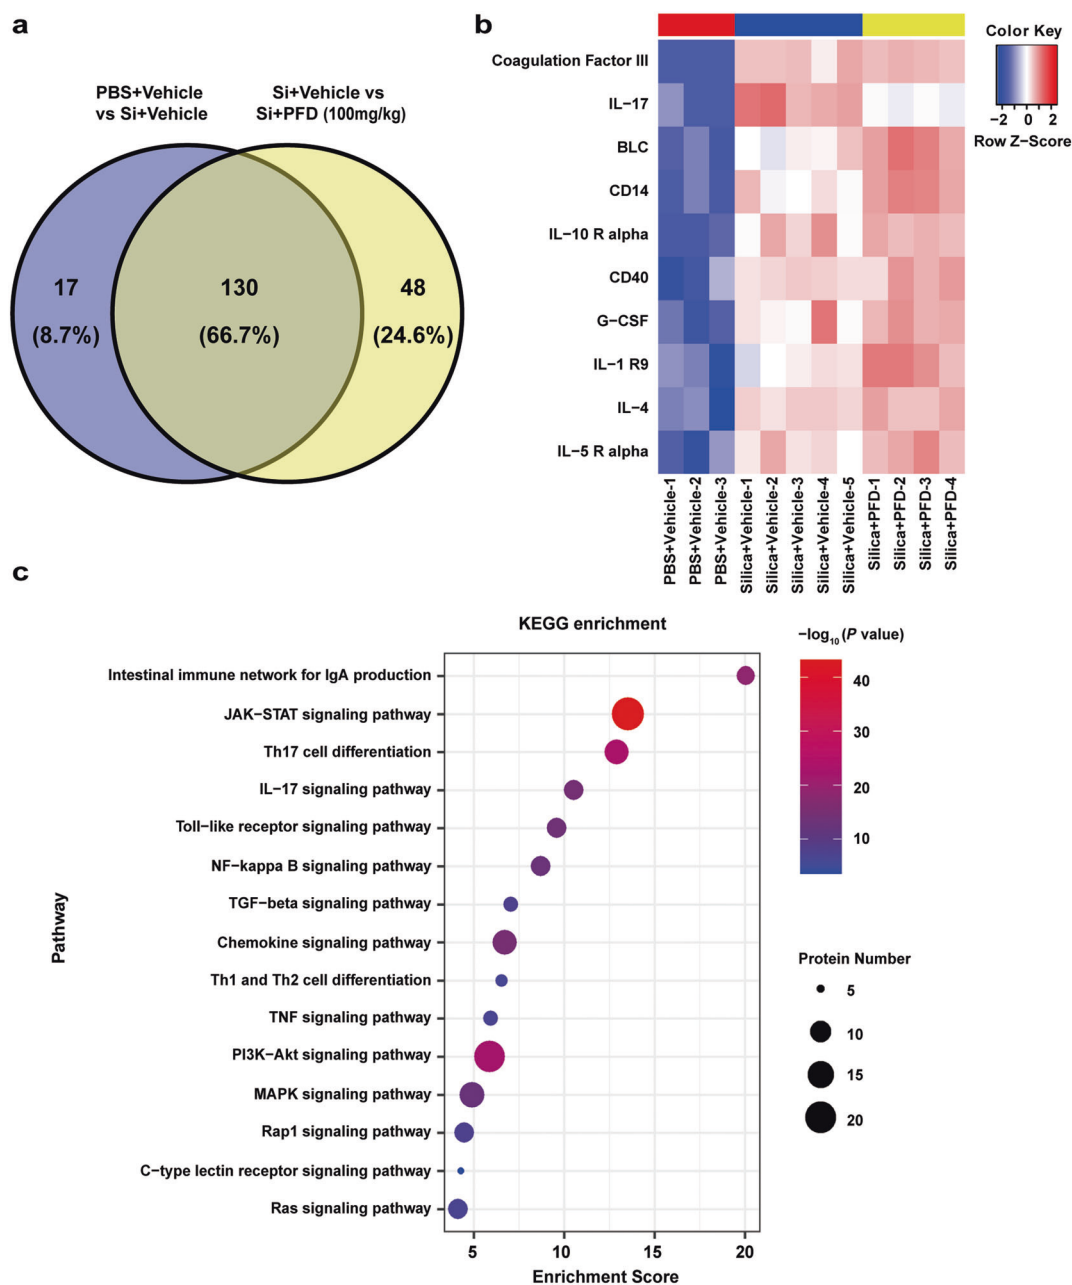 a
PBS+Vehicle
vs Si+Vehicle
Si+Vehicle vs
Si+PFD (100mg/kg)
17
(8.7%)
130
(66.7%)
48
(24.6%)
b
Coagulation Factor III
IL−17
BLC
CD14
IL−10 R alpha
CD40
G−CSF
IL−1 R9
IL−4
IL−5 R alpha
PBS+Vehicle-1
PBS+Vehicle-2
PBS+Vehicle-3
Silica+Vehicle-1
Silica+Vehicle-2
Silica+Vehicle-3
Silica+Vehicle-4
Silica+Vehicle-5
Silica+PFD-1
Silica+PFD-2
Silica+PFD-3
Silica+PFD-4
Color Key
−2 0 2
Row Z−Score
c
KEGG enrichment
Pathway
Intestinal immune network for IgA production
JAK−STAT signaling pathway
Th17 cell differentiation
IL−17 signaling pathway
Toll−like receptor signaling pathway
NF−kappa B signaling pathway
TGF−beta signaling pathway
Chemokine signaling pathway
Th1 and Th2 cell differentiation
TNF signaling pathway
PI3K−Akt signaling pathway
MAPK signaling pathway
Rap1 signaling pathway
C−type lectin receptor signaling pathway
Ras signaling pathway
5 10 15 20
Enrichment Score
−log10 (P value)
40
30
20
10
Protein Number
5
10
15
20